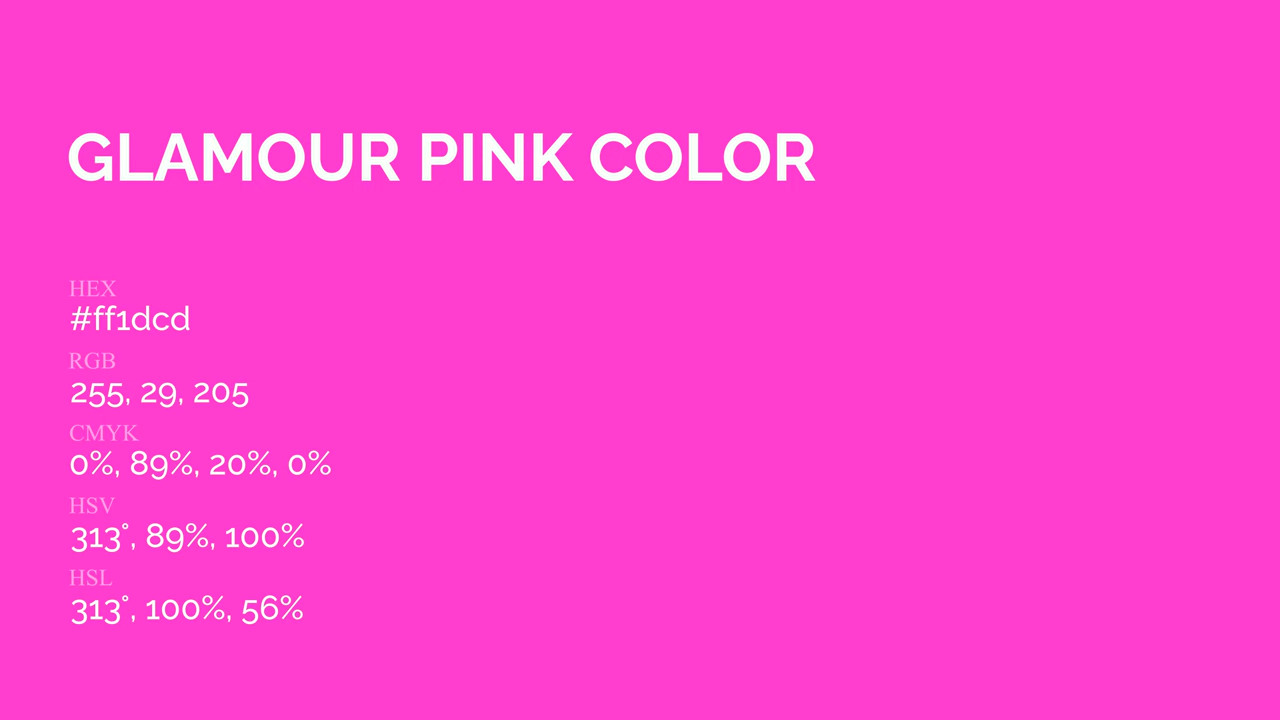 GLAMOUR PINK COLOR
HEX
#ff1dcd
RGB
255, 29, 205
CMYK
0%, 89%, 20%, 0%
HSV
313°, 89%, 100%
HSL
313°, 100%, 56%